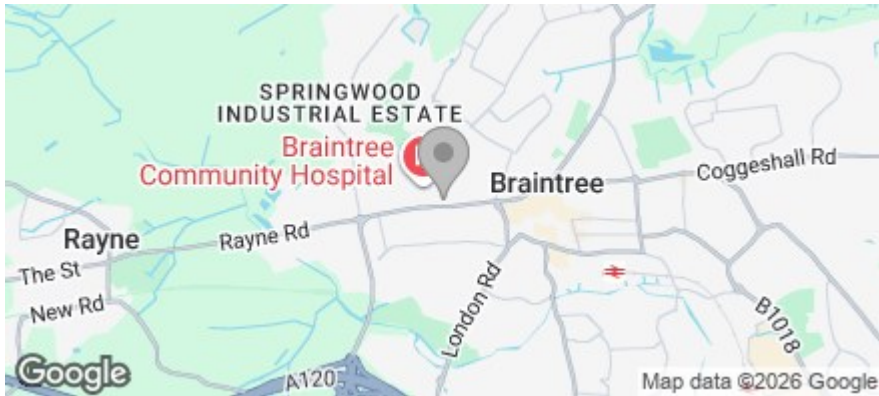 SPRINGWOOD
INDUSTRIAL ESTATE
Braintree
Community Hospital
Braintree
Coggeshall Rd
Rayne
Rayne Rd
The St
New Rd
London Rd
B1018
A120
Google
Map data ©2026 Google